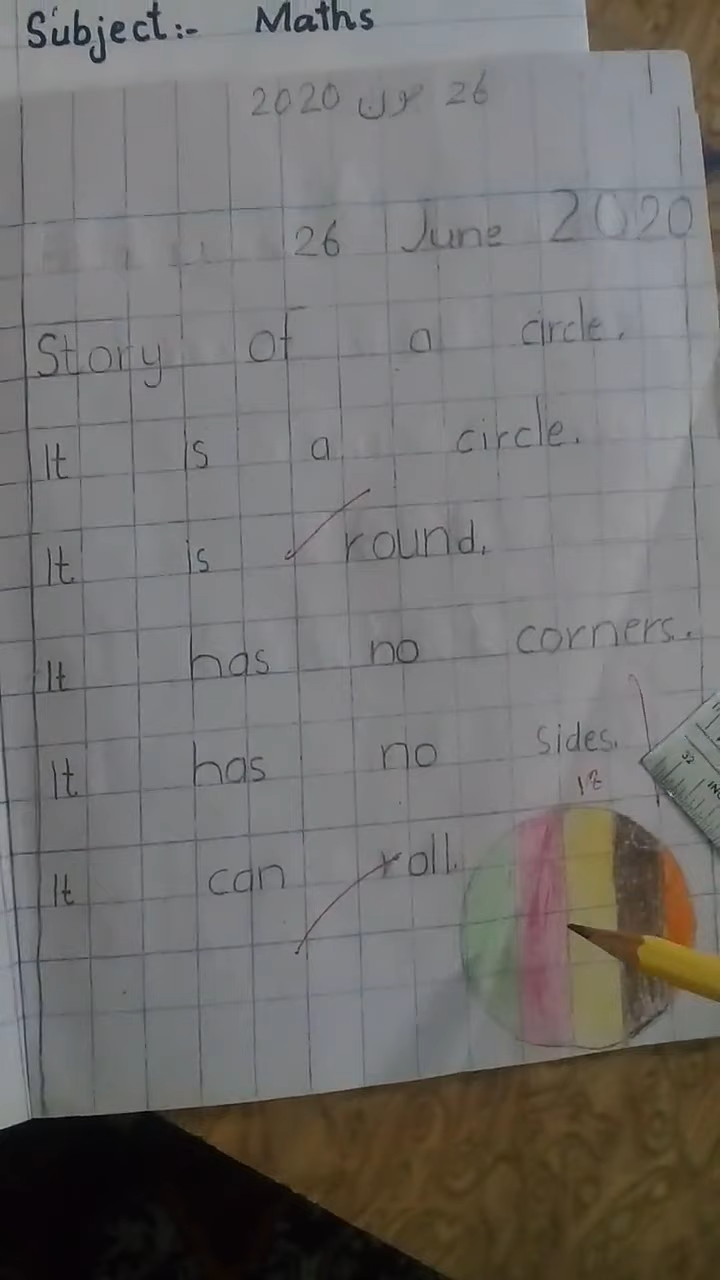 Subject:- Maths
26 جون 2020
26 June 2020
Story of a circle.
It is a circle.
It is round.
It has no corners.
It has no sides.
It can roll.
32